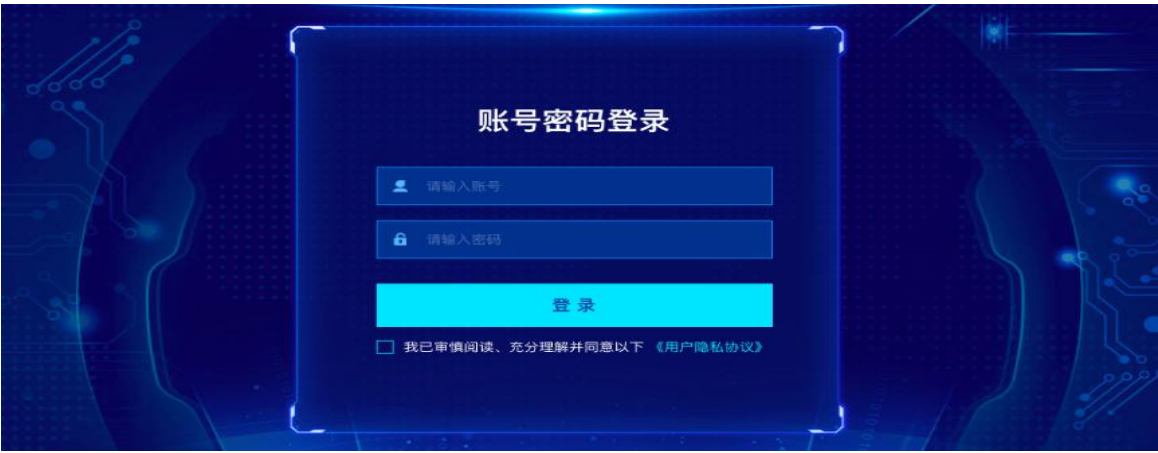 账号密码登录
请输入账号
请输入密码
登录
我已审慎阅读、充分理解并同意以下 《用户隐私协议》